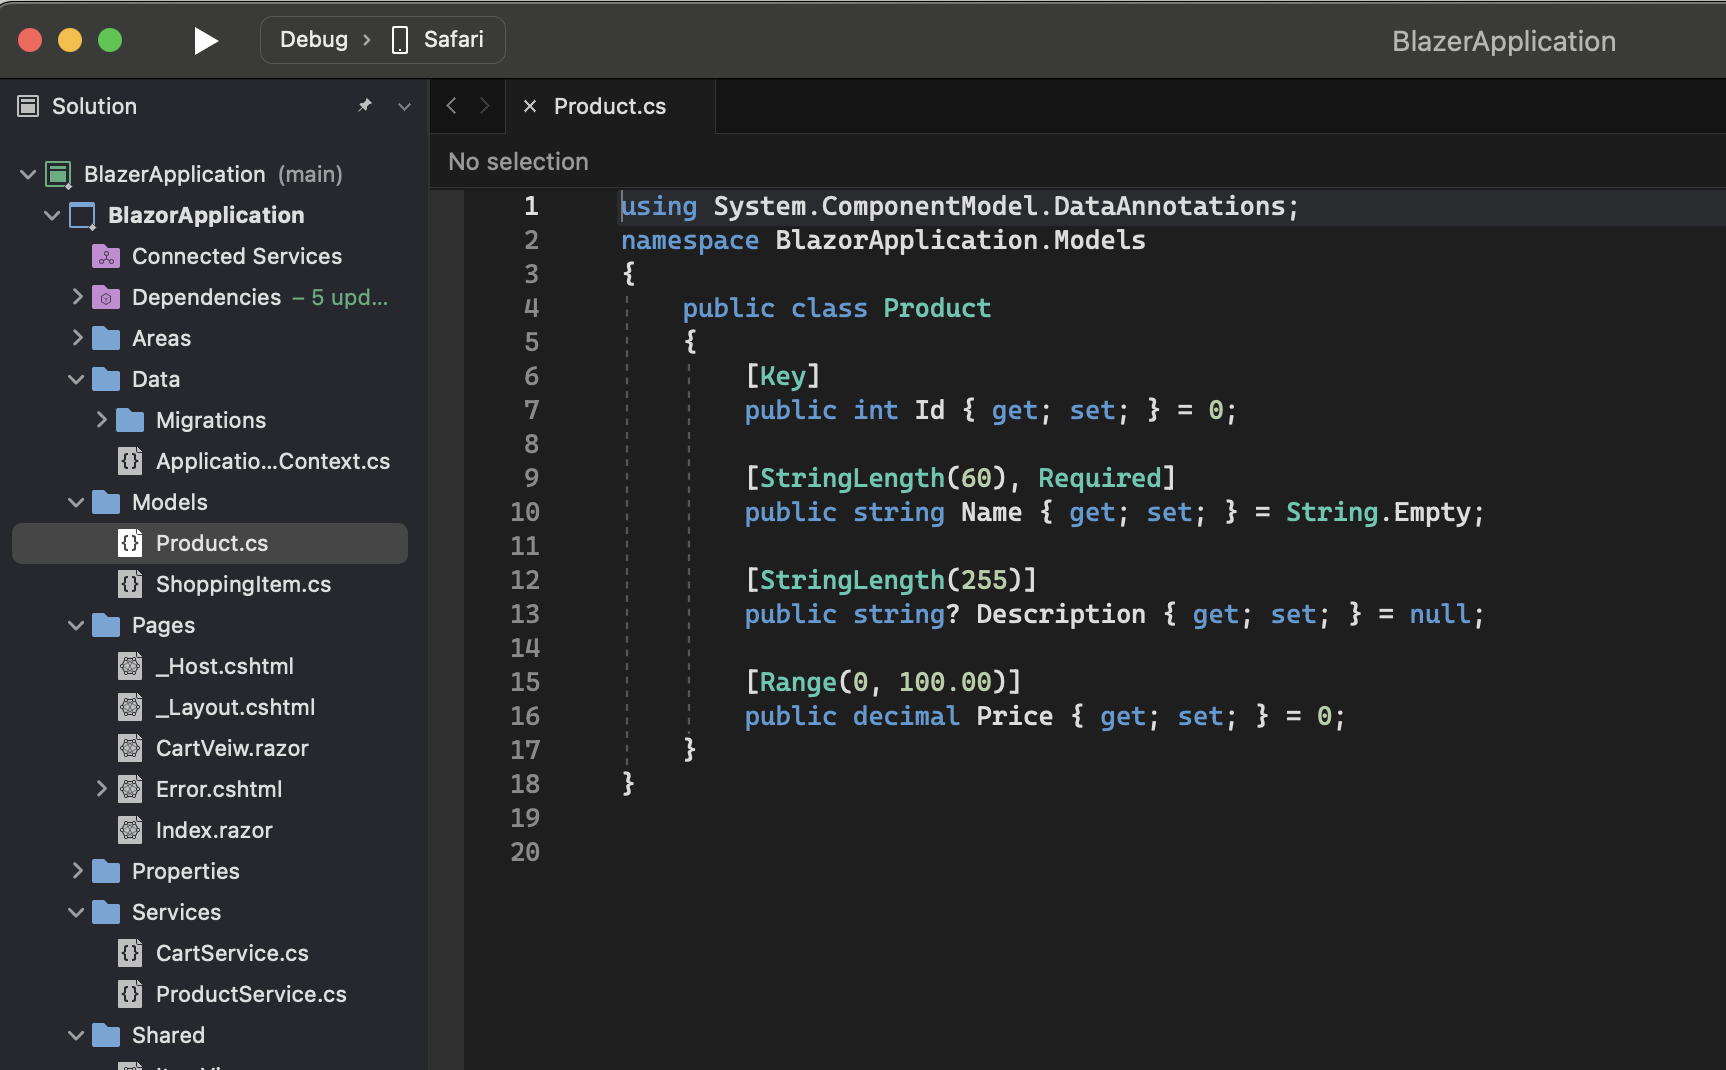 Debug › Safari
BlazerApplication
Solution
Product.cs
No selection
BlazerApplication (main)
BlazorApplication
Connected Services
Dependencies – 5 upd...
Areas
Data
Migrations
Applicatio...Context.cs
Models
Product.cs
ShoppingItem.cs
Pages
_Host.cshtml
_Layout.cshtml
CartVeiw.razor
Error.cshtml
Index.razor
Properties
Services
CartService.cs
ProductService.cs
Shared
1 using System.ComponentModel.DataAnnotations;
2 namespace BlazorApplication.Models
3 {
4 public class Product
5 {
6 [Key]
7 public int Id { get; set; } = 0;
8
9 [StringLength(60), Required]
10 public string Name { get; set; } = String.Empty;
11
12 [StringLength(255)]
13 public string? Description { get; set; } = null;
14
15 [Range(0, 100.00)]
16 public decimal Price { get; set; } = 0;
17 }
18 }
19
20